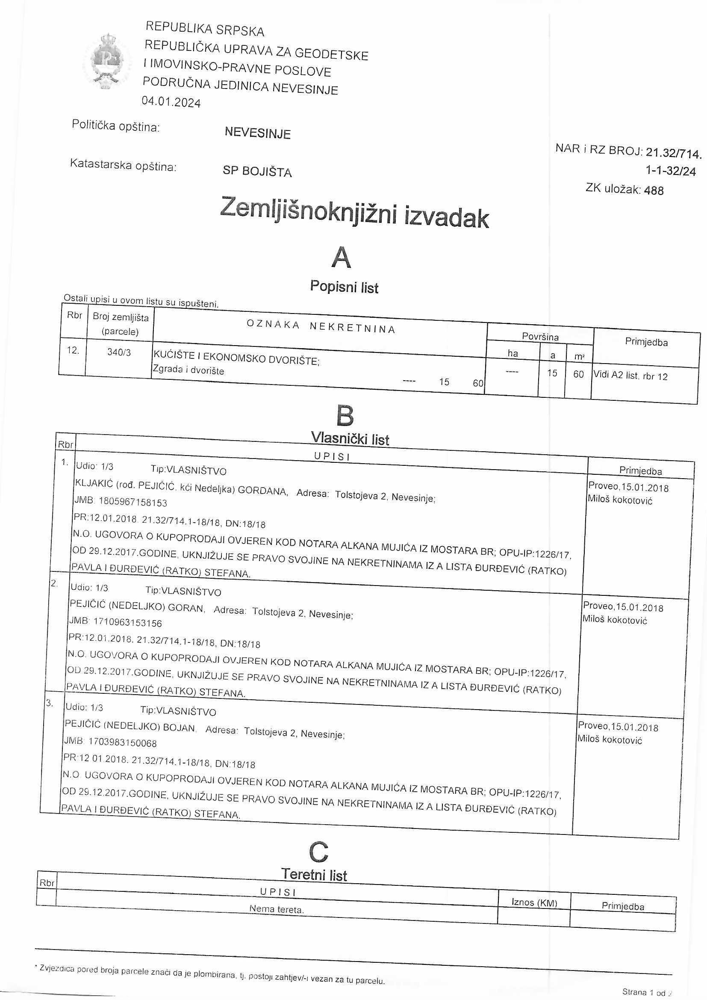 REPUBLIKA SRPSKA
REPUBLIČKA UPRAVA ZA GEODETSKE
I IMOVINSKO-PRAVNE POSLOVE
PODRUČNA JEDINICA NEVESINJE
04.01.2024
Politička opština: NEVESINJE
NAR i RZ BROJ: 21.32/714.
1-1-32/24
Katastarska opština: SP BOJIŠTA
ZK uložak: 488
Zemljišnoknjižni izvadak
A
Popisni list
Ostali upisi u ovom listu su ispušteni.
Rbr Broj zemljišta (parcele) OZNAKA NEKRETNINA Površina Primjedba
ha a m²
12. 340/3 KUĆIŠTE I EKONOMSKO DVORIŠTE; ---- 15 60 Vidi A2 list, rbr 12
Zgrada i dvorište ---- 15 60
B
Vlasnički list
Rbr UPISI Primjedba
1. Udio: 1/3 Tip:VLASNIŠTVO Proveo,15.01.2018
KLJAKIĆ (rođ. PEJIČIĆ, kći Nedeljka) GORDANA, Adresa: Tolstojeva 2, Nevesinje; Miloš kokotović
JMB: 1805967158153
PR:12.01.2018. 21.32/714.1-18/18, DN:18/18
N.O. UGOVORA O KUPOPRODAJI OVJEREN KOD NOTARA ALKANA MUJIĆA IZ MOSTARA BR; OPU-IP:1226/17,
OD 29.12.2017.GODINE, UKNJIŽUJE SE PRAVO SVOJINE NA NEKRETNINAMA IZ A LISTA ĐURĐEVIĆ (RATKO)
PAVLA I ĐURĐEVIĆ (RATKO) STEFANA.
2. Udio: 1/3 Tip:VLASNIŠTVO Proveo,15.01.2018
PEJIČIĆ (NEDELJKO) GORAN, Adresa: Tolstojeva 2, Nevesinje; Miloš kokotović
JMB: 1710963153156
PR:12.01.2018. 21.32/714.1-18/18, DN:18/18
N.O. UGOVORA O KUPOPRODAJI OVJEREN KOD NOTARA ALKANA MUJIĆA IZ MOSTARA BR; OPU-IP:1226/17,
OD 29.12.2017.GODINE, UKNJIŽUJE SE PRAVO SVOJINE NA NEKRETNINAMA IZ A LISTA ĐURĐEVIĆ (RATKO)
PAVLA I ĐURĐEVIĆ (RATKO) STEFANA.
3. Udio: 1/3 Tip:VLASNIŠTVO Proveo,15.01.2018
PEJIČIĆ (NEDELJKO) BOJAN, Adresa: Tolstojeva 2, Nevesinje; Miloš kokotović
JMB: 1703983150068
PR:12.01.2018. 21.32/714.1-18/18, DN:18/18
N.O. UGOVORA O KUPOPRODAJI OVJEREN KOD NOTARA ALKANA MUJIĆA IZ MOSTARA BR; OPU-IP:1226/17,
OD 29.12.2017.GODINE, UKNJIŽUJE SE PRAVO SVOJINE NA NEKRETNINAMA IZ A LISTA ĐURĐEVIĆ (RATKO)
PAVLA I ĐURĐEVIĆ (RATKO) STEFANA.
C
Teretni list
Rbr UPISI Iznos (KM) Primjedba
Nema tereta.
* Zvjezdica pored broja parcele znači da je plombirana, tj. postoji zahtjev/-i vezan za tu parcelu.
Strana 1 od